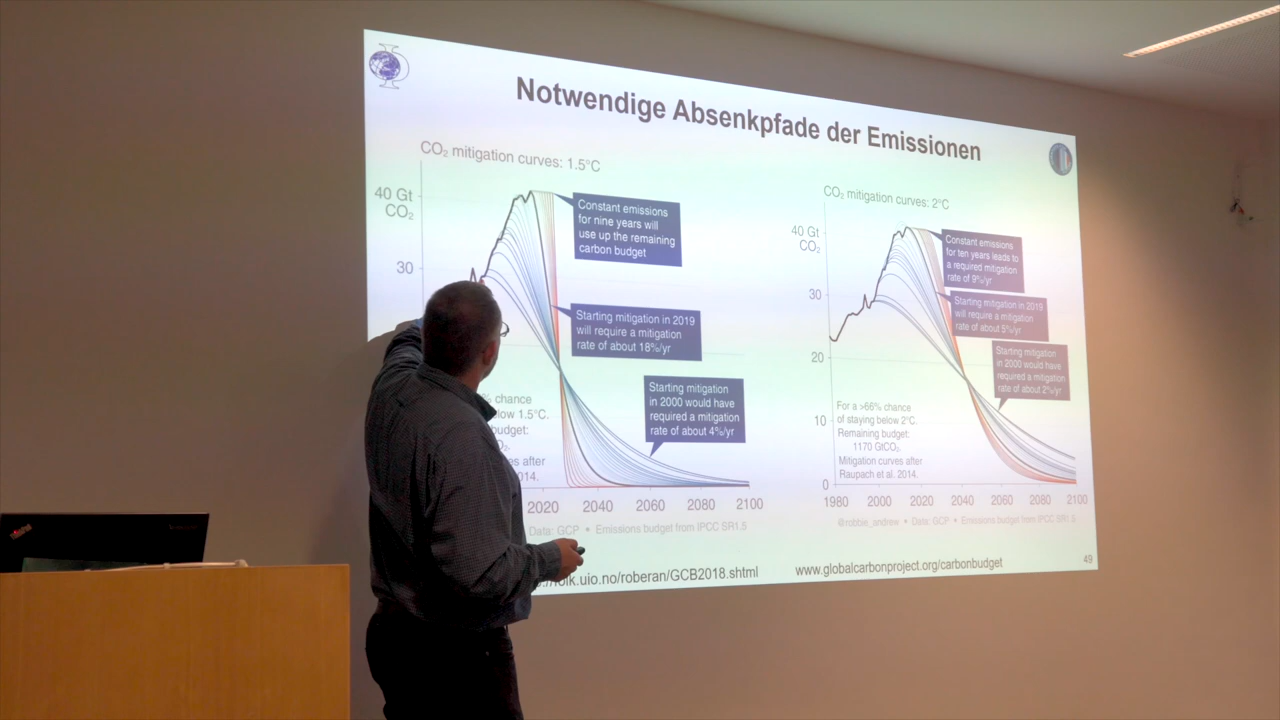 Notwendige Absenkpfade der Emissionen
CO₂ mitigation curves: 1.5°C
40 Gt
CO₂
30
Constant emissions
for nine years will
use up the remaining
carbon budget
Starting mitigation in 2019
will require a mitigation
rate of about 18%/yr
Starting mitigation
in 2000 would have
required a mitigation
rate of about 4%/yr
% chance
below 1.5°C.
budget:
after
2014.
2020 2040 2060 2080 2100
Data: GCP • Emissions budget from IPCC SR1.5
folk.uio.no/roberan/GCB2018.shtml
CO₂ mitigation curves: 2°C
40 Gt
CO₂
30
20
10
0
Constant emissions
for ten years leads to
a required mitigation
rate of 9%/yr
Starting mitigation in 2019
will require a mitigation
rate of about 5%/yr
Starting mitigation
in 2000 would have
required a mitigation
rate of about 2%/yr
For a >66% chance
of staying below 2°C.
Remaining budget:
1170 GtCO₂.
Mitigation curves after
Raupach et al. 2014.
1980 2000 2020 2040 2060 2080 2100
@robbie_andrew • Data: GCP • Emissions budget from IPCC SR1.5
www.globalcarbonproject.org/carbonbudget
49